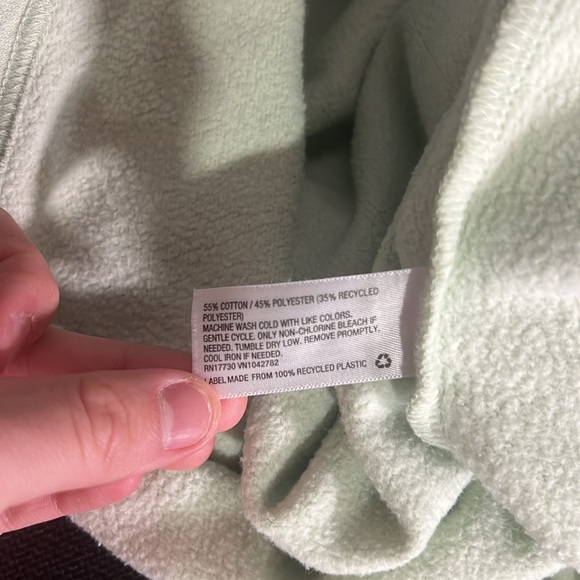 55% COTTON / 45% POLYESTER (35% RECYCLED
POLYESTER)
MACHINE WASH COLD WITH LIKE COLORS.
GENTLE CYCLE. ONLY NON-CHLORINE BLEACH IF
NEEDED. TUMBLE DRY LOW. REMOVE PROMPTLY.
COOL IRON IF NEEDED.
RN17730 VN1042782
LABEL MADE FROM 100% RECYCLED PLASTIC